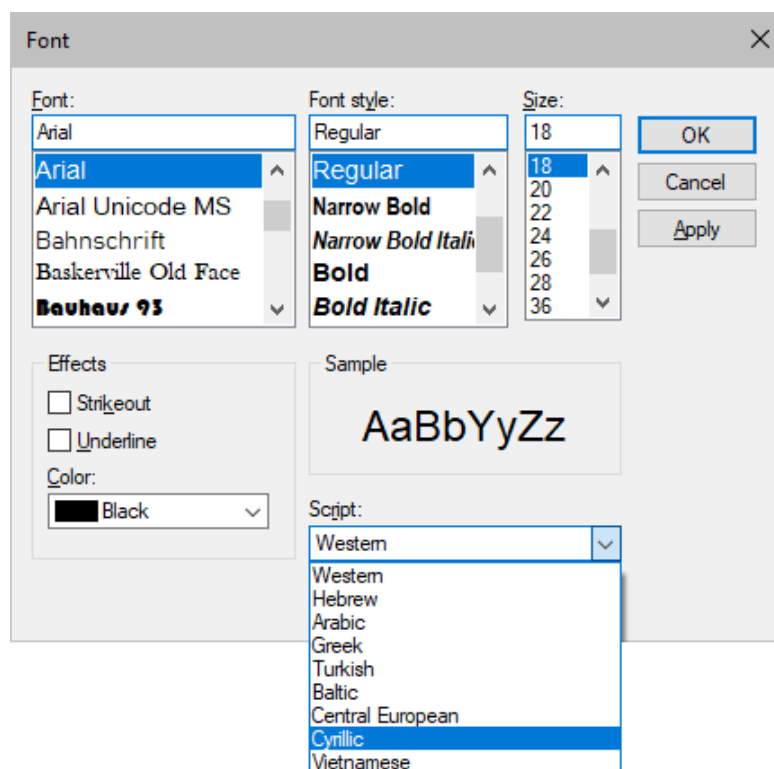 Font
Font:
Arial
Arial
Arial Unicode MS
Bahnschrift
Baskerville Old Face
Bauhaus 93
Font style:
Regular
Regular
Narrow Bold
Narrow Bold Itali
Bold
Bold Italic
Size:
18
18
20
22
24
26
28
36
OK
Cancel
Apply
Effects
Strikeout
Underline
Color:
Black
Sample
AaBbYyZz
Script:
Western
Western
Hebrew
Arabic
Greek
Turkish
Baltic
Central European
Cyrillic
Vietnamese